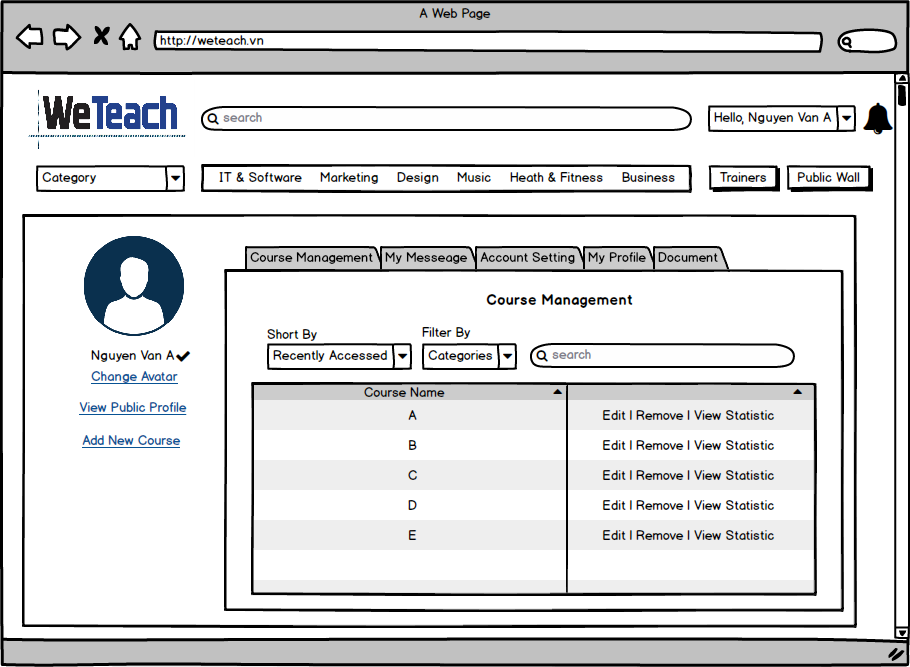 A Web Page
http://weteach.vn
WeTeach
search
Hello, Nguyen Van A
Category
IT & Software Marketing Design Music Heath & Fitness Business
Trainers
Public Wall
Course Management My Messeage Account Setting My Profile Document
Course Management
Short By
Filter By
Recently Accessed
Categories
search
Nguyen Van A
Change Avatar
View Public Profile
Add New Course
Course Name
A Edit | Remove | View Statistic
B Edit | Remove | View Statistic
C Edit | Remove | View Statistic
D Edit | Remove | View Statistic
E Edit | Remove | View Statistic